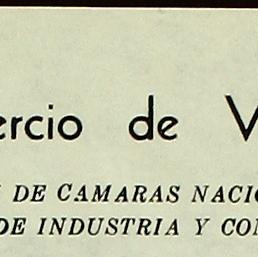 ercio de V
DE CAMARAS NACIO
DE INDUSTRIA Y CO